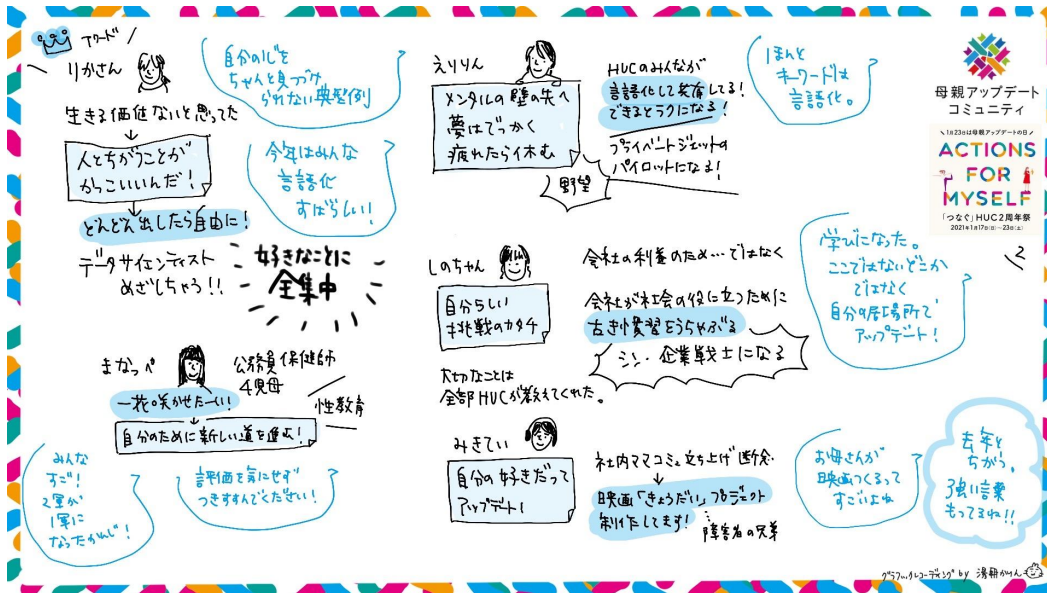 アワード
りかさん
生きる価値ないと思ってた
人とちがうことが
かっこいいんだ!
どんどん出したら自由に!
データサイエンティスト
めざしちゃう!!
自分の心を
ちゃんと見つけ
られない典型例
今年はみんな
言語化
すばらしい!
好きなことに
全集中
まなっぺ
公務員保健師
4児母
一花咲かせたーい!
性教育
自分のために新しい道を進む!
みんな
すご!
2軍が
1軍に
なったかんじ!
評価を気にせず
つきすすんでください!
えりりん
メンタルの壁の先へ
夢はでっかく
疲れたら休む
野望
HUCのみんなが
言語化して共有してる!
できるとラクになる!
プライベートジェットの
パイロットになる!
ほんと
キーワードは
言語化。
しのちゃん
自分らしい
挑戦のカタチ
会社の利益のため…ではなく
会社が社会の役に立つために
古き慣習をうちやぶる
シン・企業戦士になる
大切なことは
全部HUCが教えてくれた。
学びになった。
ここではないどこか
ではなく
自分の居場所で
アップデート!
みきてぃ
自分の好きだって
アップデート!
社内ママコミュ立ち上げ
映画「きょうだい」プロジェクト
制作してます!
障害者の兄弟
お母さんが
映画つくるって
すごいよね
去年と
ちがう。
強い言葉
もってるね!!
母親アップデート
コミュニティ
1月23日は母親アップデートの日
ACTIONS
FOR
MYSELF
「つなぐ」HUC2周年祭
2021年1月17日(日)〜23日(土)
2
グラフィックレコーディング by 湯朝かりん